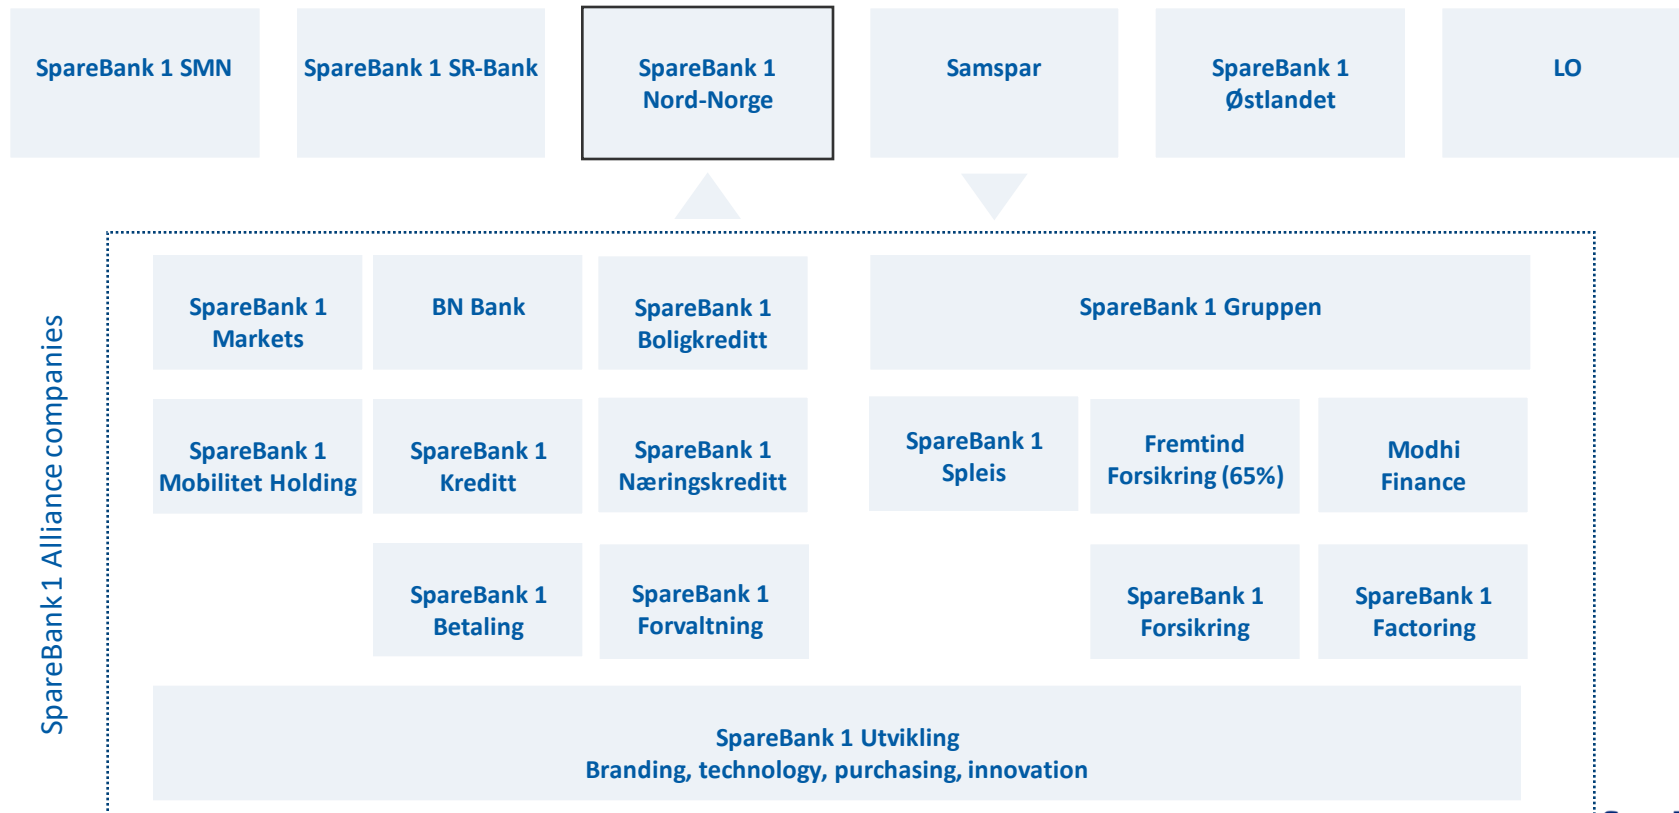 SpareBank 1 SMN
SpareBank 1 SR-Bank
SpareBank 1
Nord-Norge
Samspar
SpareBank 1
Østlandet
LO
SpareBank 1 Alliance companies
SpareBank 1
Markets
BN Bank
SpareBank 1
Boligkreditt
SpareBank 1 Gruppen
SpareBank 1
Mobilitet Holding
SpareBank 1
Kreditt
SpareBank 1
Næringskreditt
SpareBank 1
Spleis
Fremtind
Forsikring (65%)
Modhi
Finance
SpareBank 1
Betaling
SpareBank 1
Forvaltning
SpareBank 1
Forsikring
SpareBank 1
Factoring
SpareBank 1 Utvikling
Branding, technology, purchasing, innovation